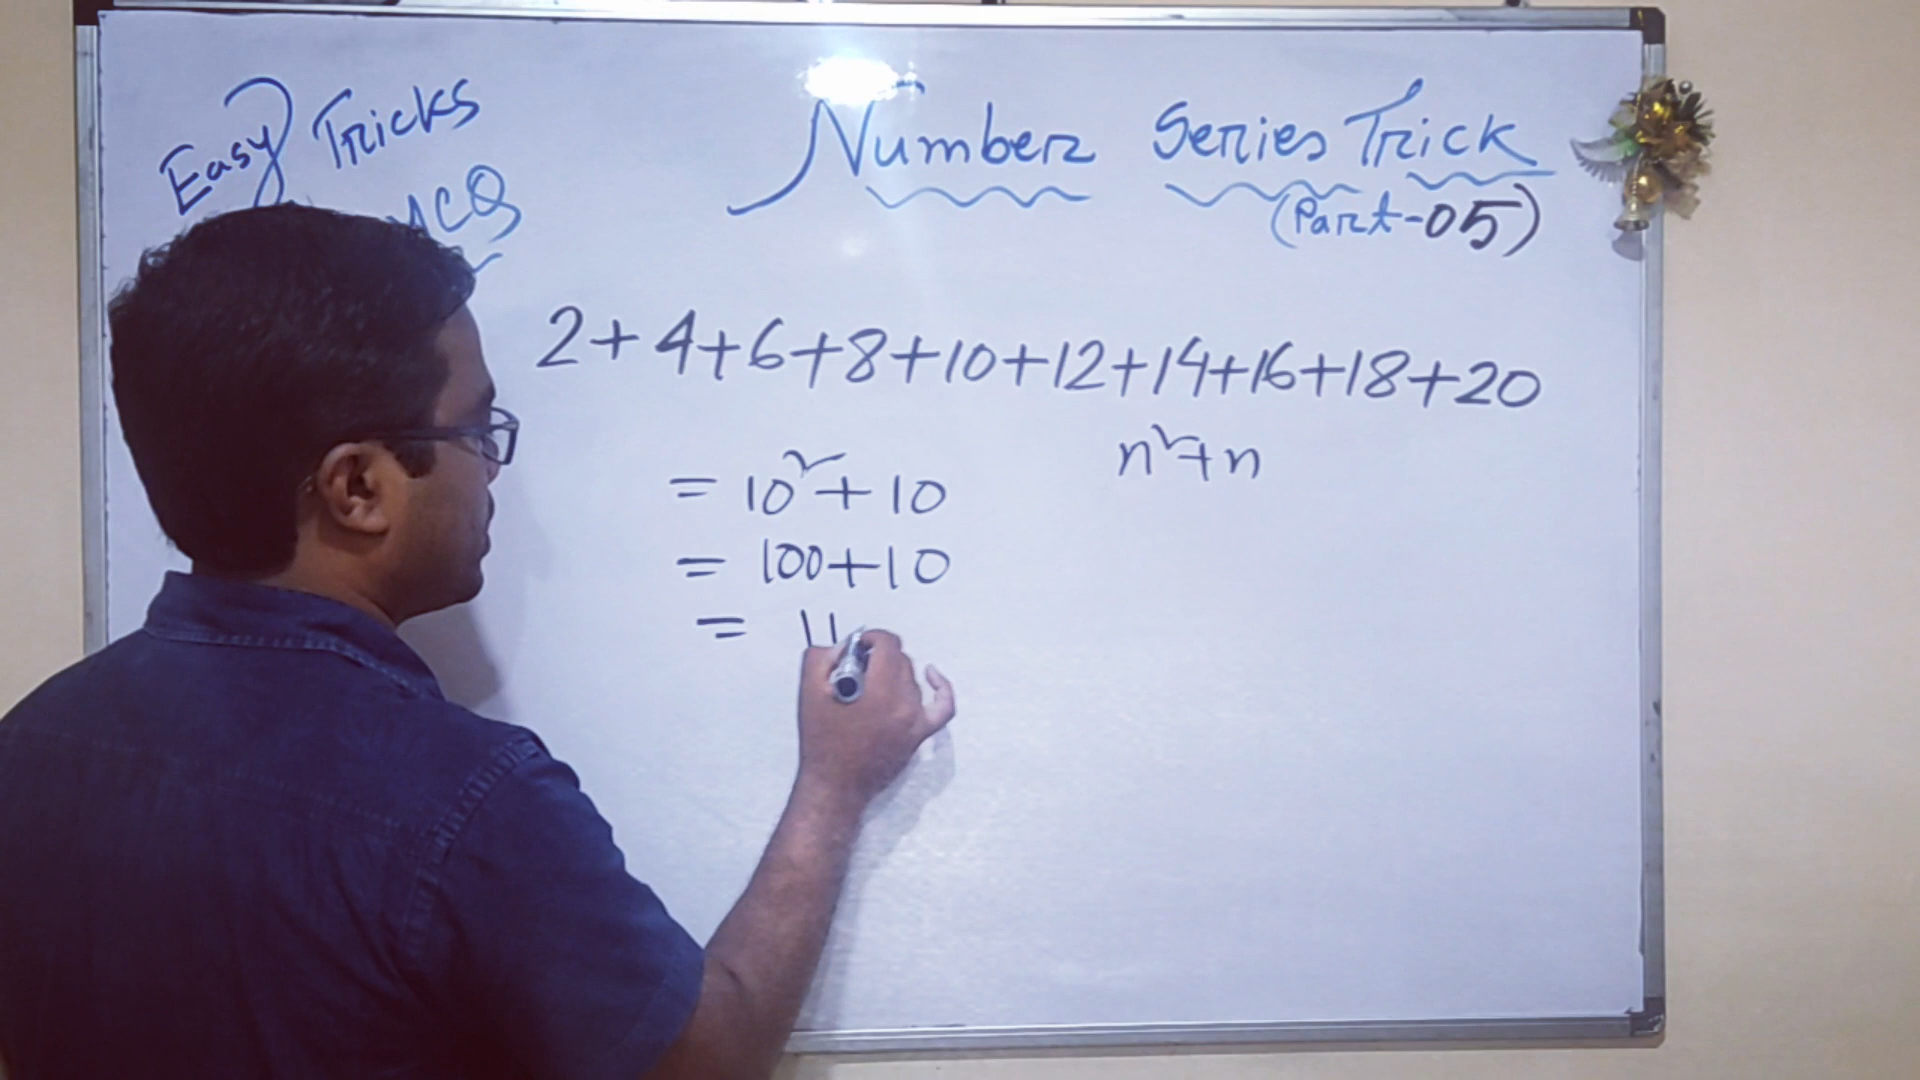 Easy Tricks
MCQ
Number Series Trick
(Part-05)
2+4+6+8+10+12+14+16+18+20
n²+n
= 10²+10
= 100+10
= 11